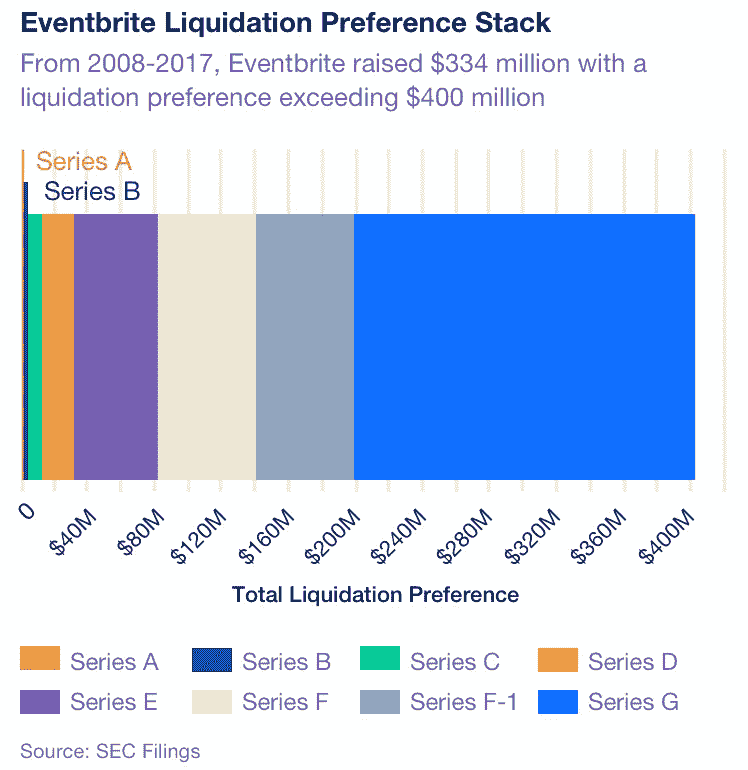 Eventbrite Liquidation Preference Stack
From 2008-2017, Eventbrite raised $334 million with a
liquidation preference exceeding $400 million
Series A
Series B
0 $40M $80M $120M $160M $200M $240M $280M $320M $360M $400M
Total Liquidation Preference
Series A Series B Series C Series D
Series E Series F Series F-1 Series G
Source: SEC Filings